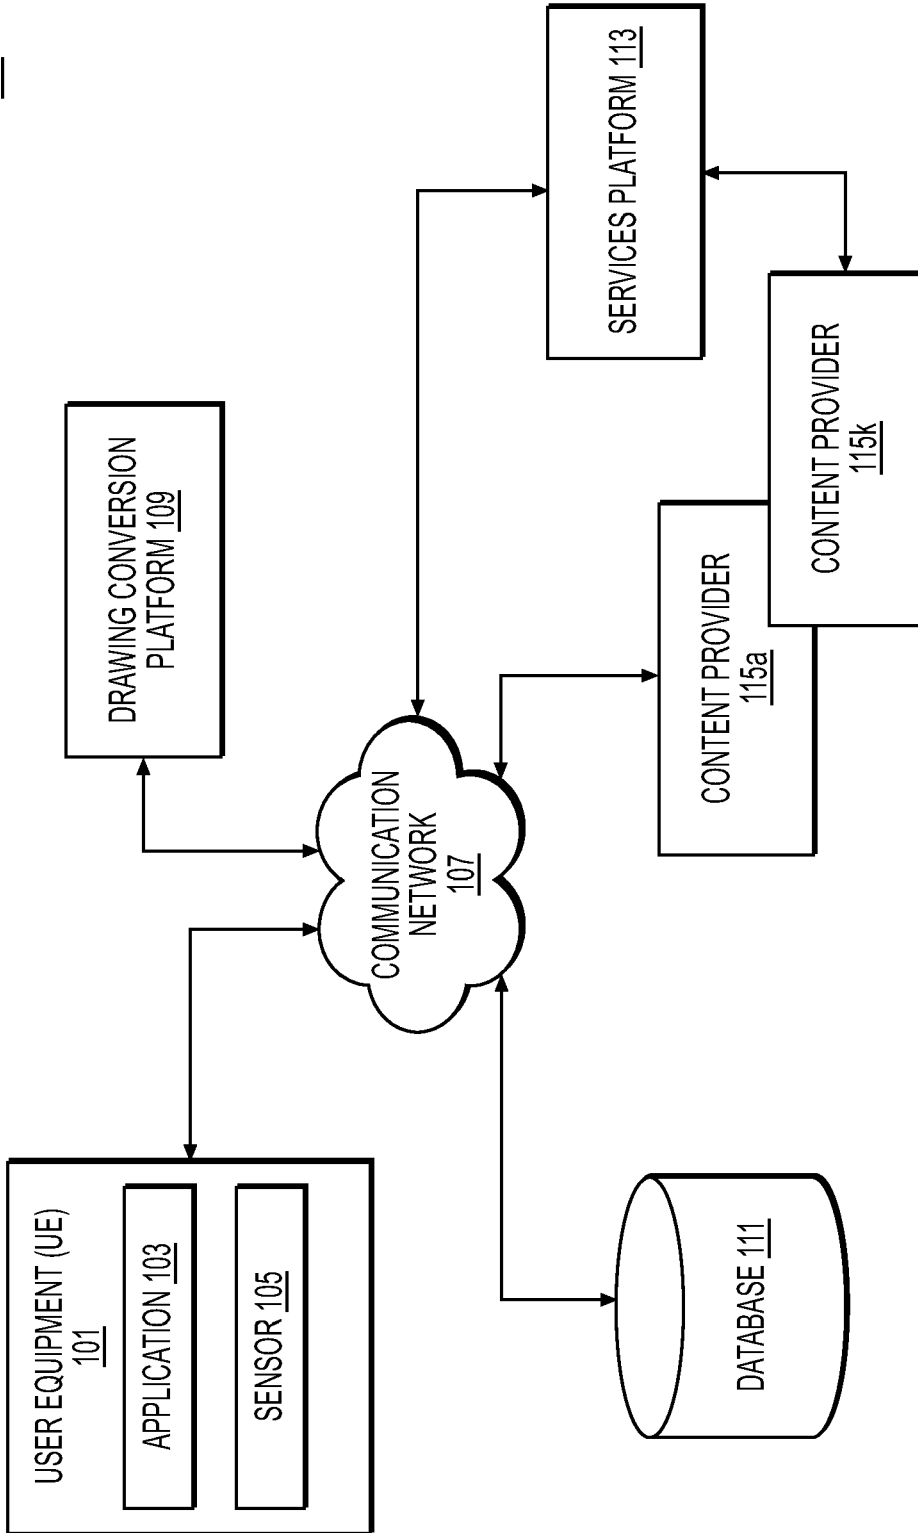 USER EQUIPMENT (UE)
101
APPLICATION 103
SENSOR 105
DRAWING CONVERSION
PLATFORM 109
COMMUNICATION
NETWORK
107
SERVICES PLATFORM 113
DATABASE 111
CONTENT PROVIDER
115a
CONTENT PROVIDER
115k